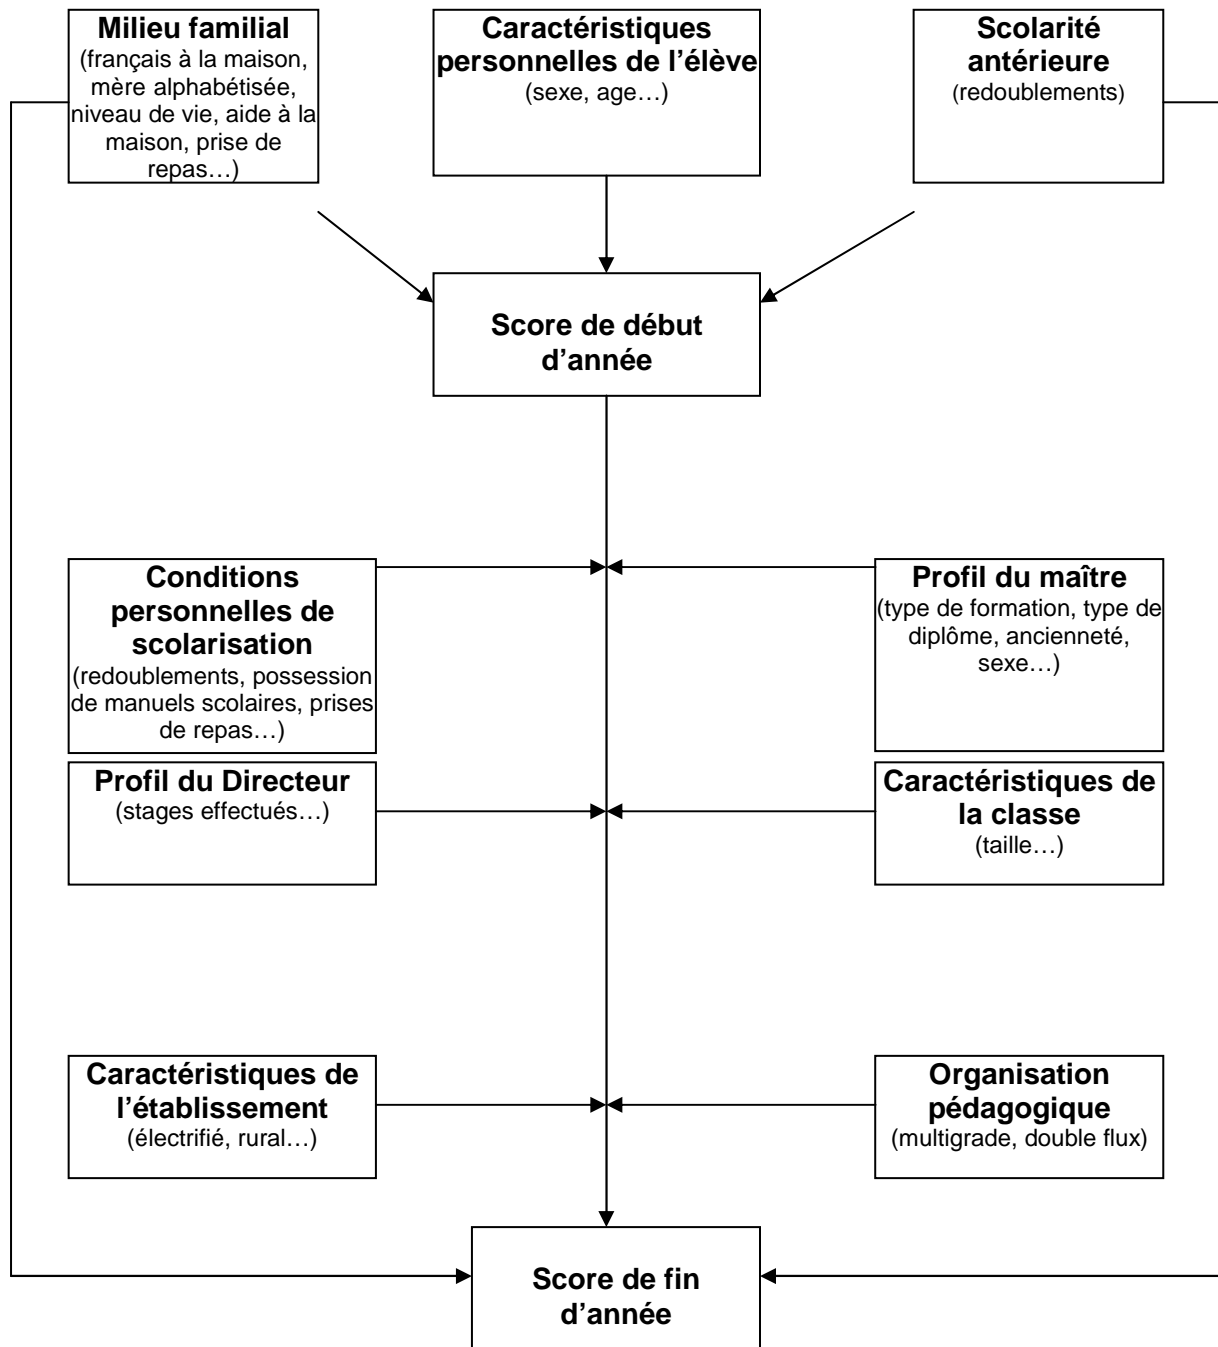 Milieu familial
(français à la maison,
mère alphabétisée,
niveau de vie, aide à la
maison, prise de
repas…)
Caractéristiques
personnelles de l’élève
(sexe, age…)
Scolarité
antérieure
(redoublements)
Score de début
d’année
Conditions
personnelles de
scolarisation
(redoublements, possession
de manuels scolaires, prises
de repas…)
Profil du maître
(type de formation, type de
diplôme, ancienneté,
sexe…)
Profil du Directeur
(stages effectués…)
Caractéristiques de
la classe
(taille…)
Caractéristiques de
l’établissement
(électrifié, rural…)
Organisation
pédagogique
(multigrade, double flux)
Score de fin
d’année